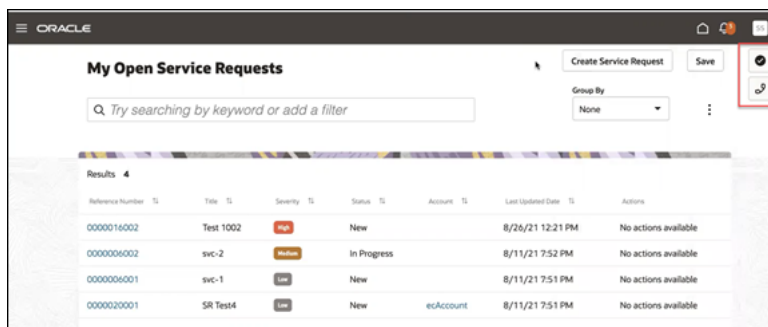 ORACLE
SS
My Open Service Requests
Create Service Request
Save
Group By
Try searching by keyword or add a filter
None
Results 4
Reference Number Title Severity Status Account Last Updated Date Actions
0000016002 Test 1002 High New 8/26/21 12:21 PM No actions available
0000006002 svc-2 Medium In Progress 8/11/21 7:52 PM No actions available
0000006001 svc-1 Low New 8/11/21 7:51 PM No actions available
0000020001 SR Test4 Low New ecAccount 8/11/21 7:51 PM No actions available